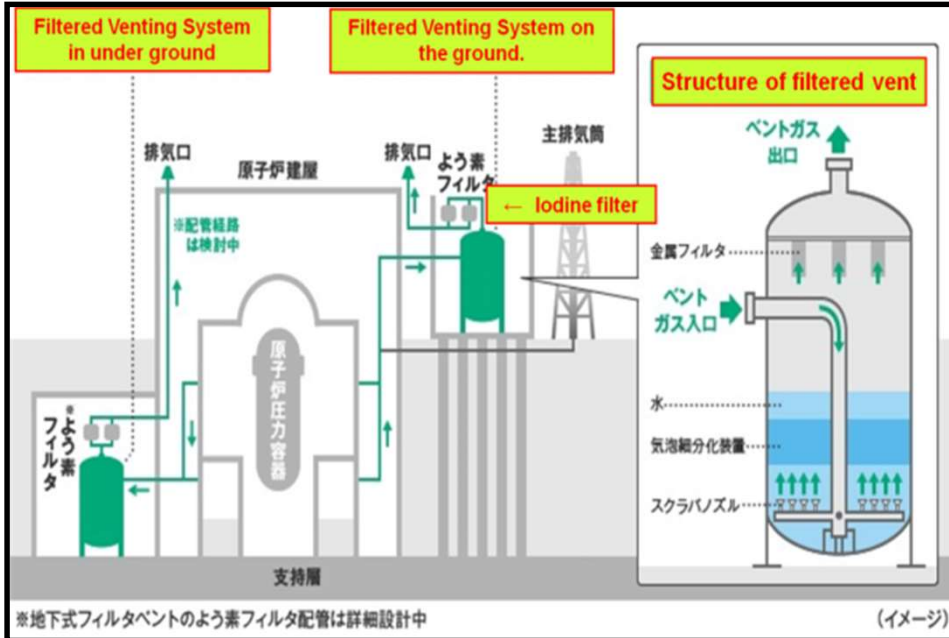 Filtered Venting System
in under ground
Filtered Venting System on
the ground.
Structure of filtered vent
排気口
原子炉建屋
排気口
よう素
フィルタ
主排気筒
← Iodine filter
※配管経路
は検討中
原子炉圧力容器
※よう素
フィルタ
支持層
ベントガス
出口
金属フィルタ
ベント
ガス入口
水
気泡細分化装置
スクラバノズル
※地下式フィルタベントのよう素フィルタ配管は詳細設計中
(イメージ)